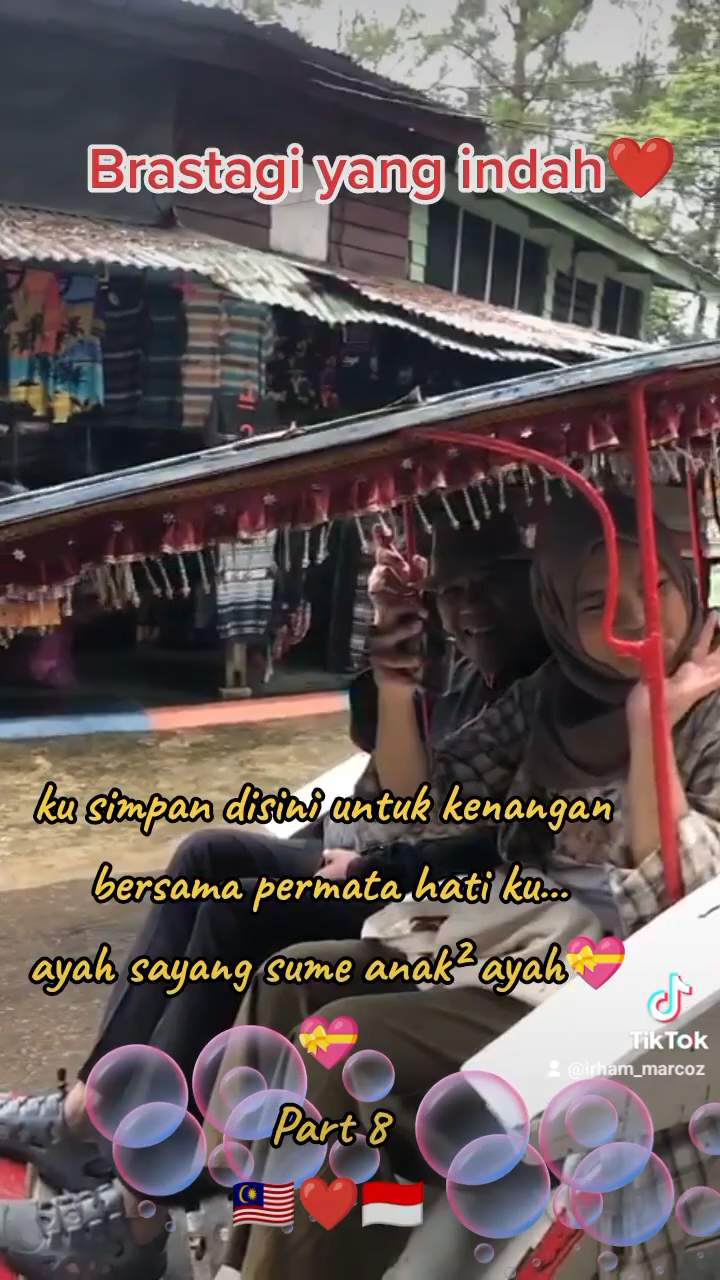 Brastagi yang indah❤️
ku simpan disini untuk kenangan
bersama permata hati ku...
ayah sayang sume anak² ayah💝
💝
Part 8
🇲🇾❤️🇮🇩
TikTok
@irham_marcoz